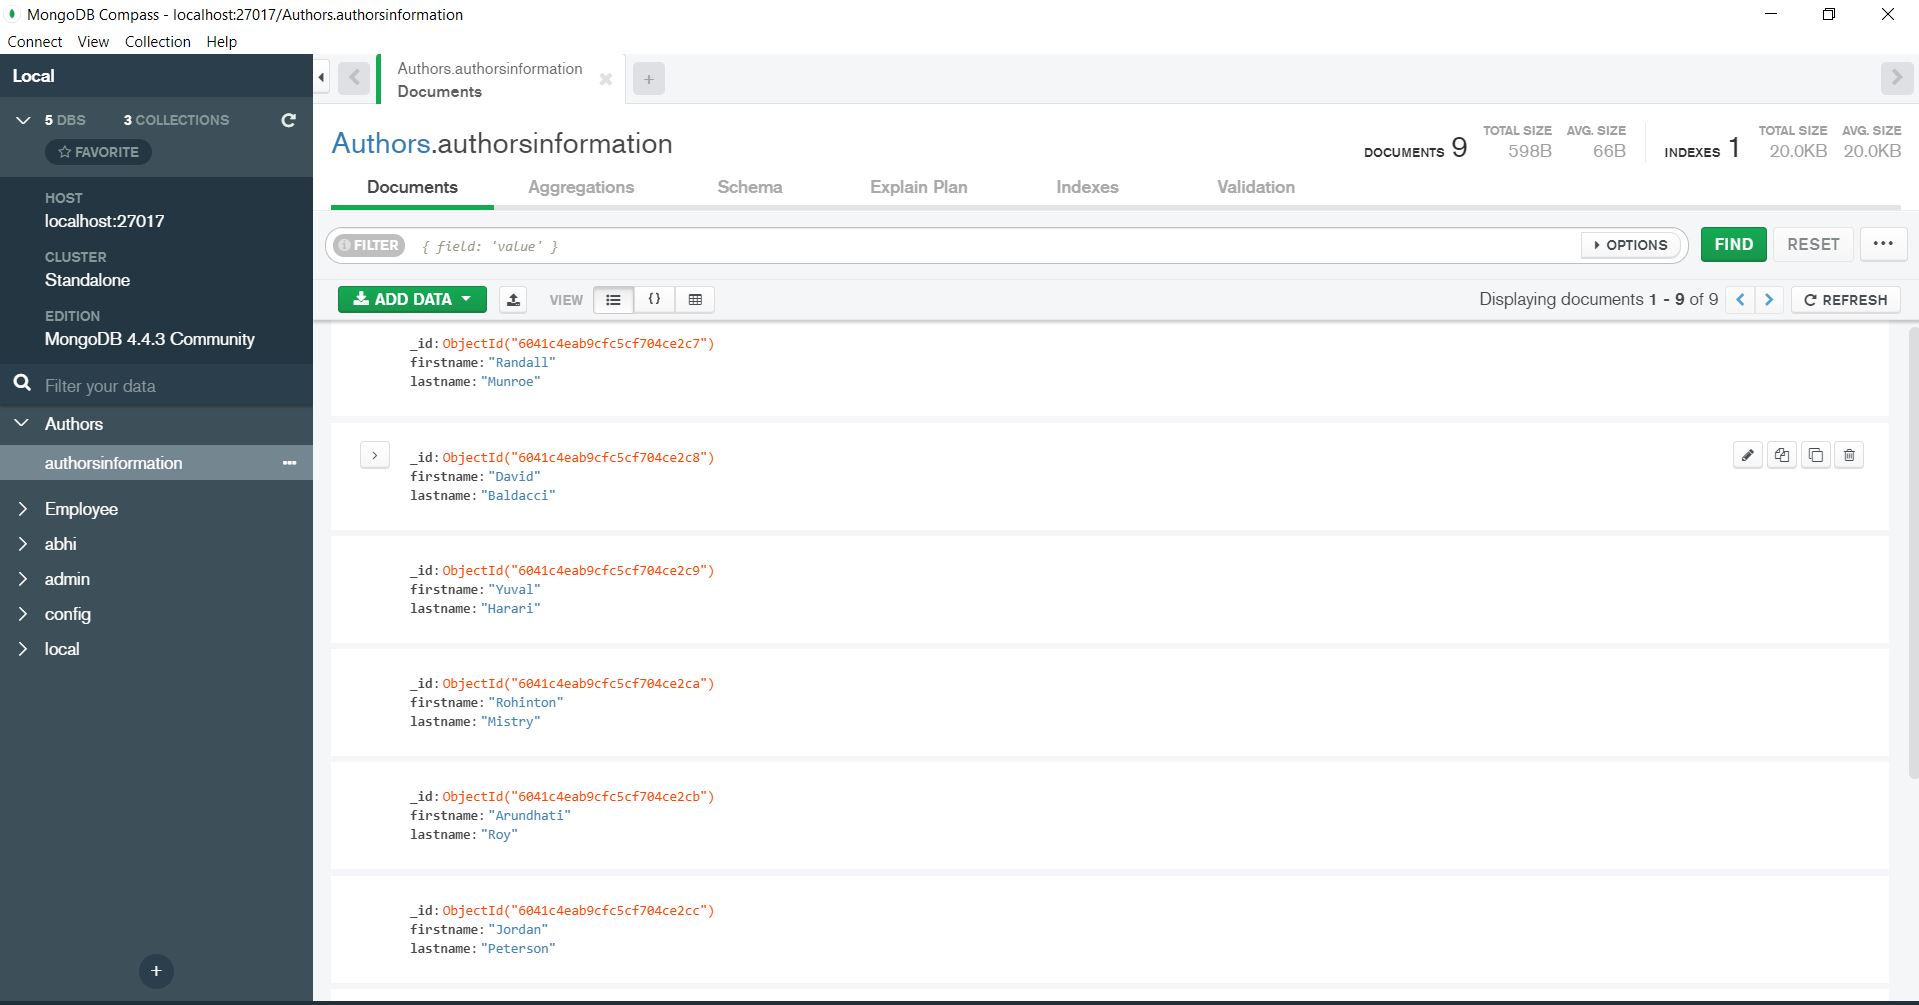 MongoDB Compass - localhost:27017/Authors.authorsinformation
Connect View Collection Help
Local
5 DBS 3 COLLECTIONS
FAVORITE
HOST
localhost:27017
CLUSTER
Standalone
EDITION
MongoDB 4.4.3 Community
Filter your data
Authors
authorsinformation
Employee
abhi
admin
config
local
Authors.authorsinformation
Documents
Authors.authorsinformation
DOCUMENTS 9
TOTAL SIZE AVG. SIZE
598B 66B
INDEXES 1
TOTAL SIZE AVG. SIZE
20.0KB 20.0KB
Documents Aggregations Schema Explain Plan Indexes Validation
FILTER { field: 'value' } OPTIONS FIND RESET
ADD DATA VIEW {} Displaying documents 1 - 9 of 9 REFRESH
_id: ObjectId("6041c4eab9cfc5cf704ce2c7")
firstname: "Randall"
lastname: "Munroe"
_id: ObjectId("6041c4eab9cfc5cf704ce2c8")
firstname: "David"
lastname: "Baldacci"
_id: ObjectId("6041c4eab9cfc5cf704ce2c9")
firstname: "Yuval"
lastname: "Harari"
_id: ObjectId("6041c4eab9cfc5cf704ce2ca")
firstname: "Rohinton"
lastname: "Mistry"
_id: ObjectId("6041c4eab9cfc5cf704ce2cb")
firstname: "Arundhati"
lastname: "Roy"
_id: ObjectId("6041c4eab9cfc5cf704ce2cc")
firstname: "Jordan"
lastname: "Peterson"